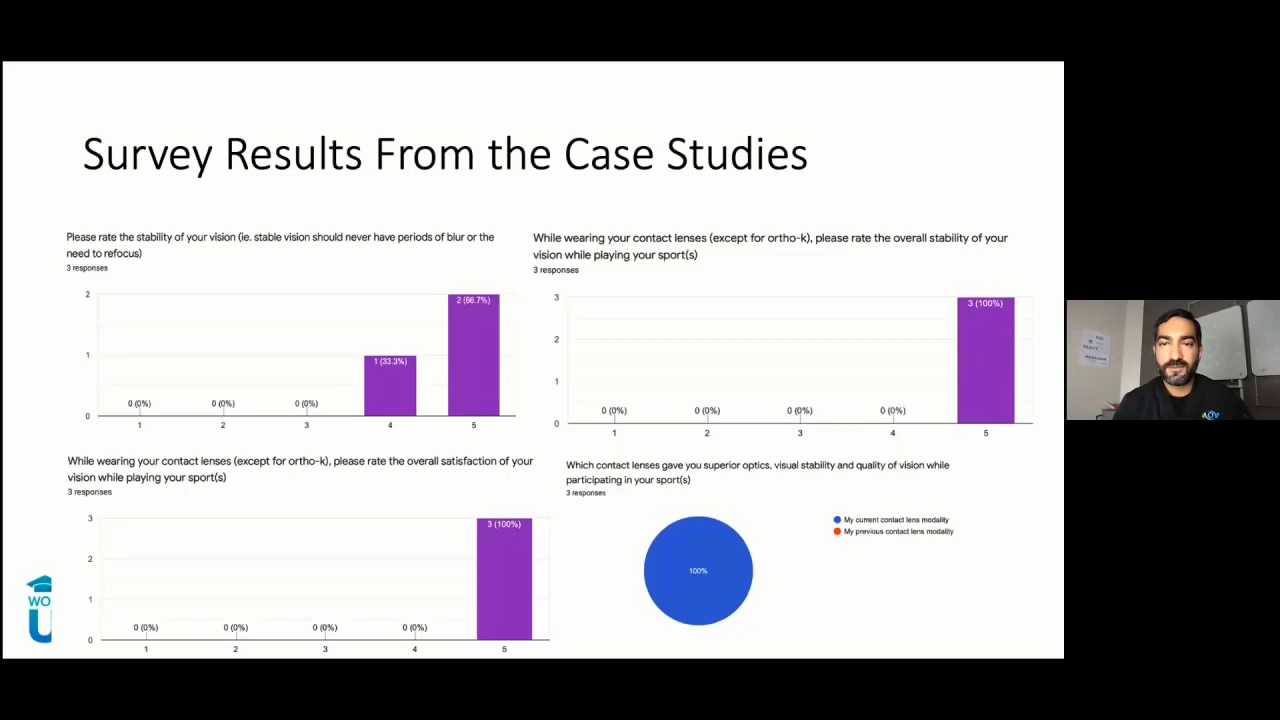 Survey Results From the Case Studies
Please rate the stability of your vision (ie. stable vision should never have periods of blur or the
need to refocus)
3 responses
2
2 (66.7%)
1
1 (33.3%)
0 (0%) 0 (0%) 0 (0%)
0
1 2 3 4 5
While wearing your contact lenses (except for ortho-k), please rate the overall stability of your
vision while playing your sport(s)
3 responses
3
3 (100%)
2
1
0 (0%) 0 (0%) 0 (0%) 0 (0%)
0
1 2 3 4 5
While wearing your contact lenses (except for ortho-k), please rate the overall satisfaction of your
vision while playing your sport(s)
3 responses
3
3 (100%)
2
1
0 (0%) 0 (0%) 0 (0%) 0 (0%)
0
1 2 3 4 5
Which contact lenses gave you superior optics, visual stability and quality of vision while
participating in your sport(s)
3 responses
My current contact lens modality
My previous contact lens modality
100%
WO
U